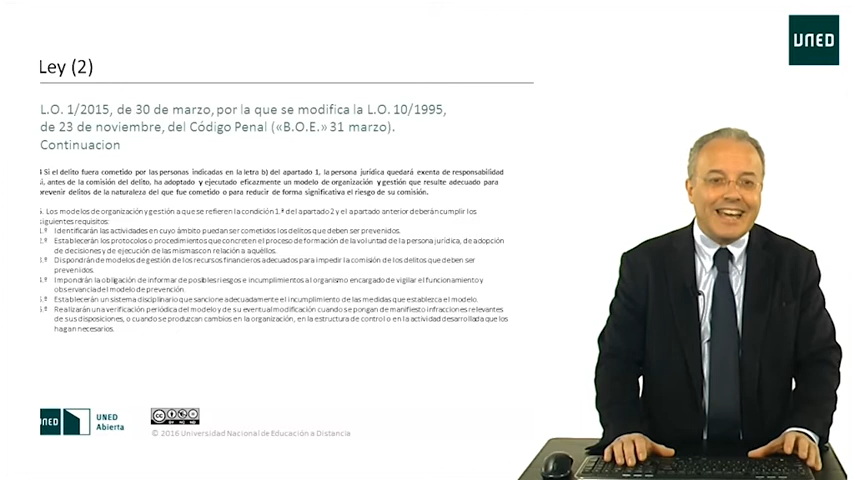 UNED
Ley (2)
L.O. 1/2015, de 30 de marzo, por la que se modifica la L.O. 10/1995,
de 23 de noviembre, del Código Penal («B.O.E.» 31 marzo).
Continuacion
4 Si el delito fuera cometido por las personas indicadas en la letra b) del apartado 1, la persona jurídica quedará exenta de responsabilidad
si, antes de la comisión del delito, ha adoptado y ejecutado eficazmente un modelo de organización y gestión que resulte adecuado para
prevenir delitos de la naturaleza del que fue cometido o para reducir de forma significativa el riesgo de su comisión.
. Los modelos de organización y gestión a que se refieren la condición 1.ª del apartado 2 y el apartado anterior deberán cumplir los
siguientes requisitos:
1.º Identificarán las actividades en cuyo ámbito puedan ser cometidos los delitos que deben ser prevenidos.
2.º Establecerán los protocolos o procedimientos que concreten el proceso de formación de la voluntad de la persona jurídica, de adopción
de decisiones y de ejecución de las mismas con relación a aquéllos.
3.º Dispondrán de modelos de gestión de los recursos financieros adecuados para impedir la comisión de los delitos que deben ser
prevenidos.
4.º Impondrán la obligación de informar de posibles riesgos e incumplimientos al organismo encargado de vigilar el funcionamiento y
observancia del modelo de prevención.
5.º Establecerán un sistema disciplinario que sancione adecuadamente el incumplimiento de las medidas que establezca el modelo.
6.º Realizarán una verificación periódica del modelo y de su eventual modificación cuando se pongan de manifiesto infracciones relevantes
de sus disposiciones, o cuando se produzcan cambios en la organización, en la estructura de control o en la actividad desarrollada que los
hagan necesarios.
UNED
UNED
Abierta
CC BY NC ND
© 2016 Universidad Nacional de Educación a Distancia